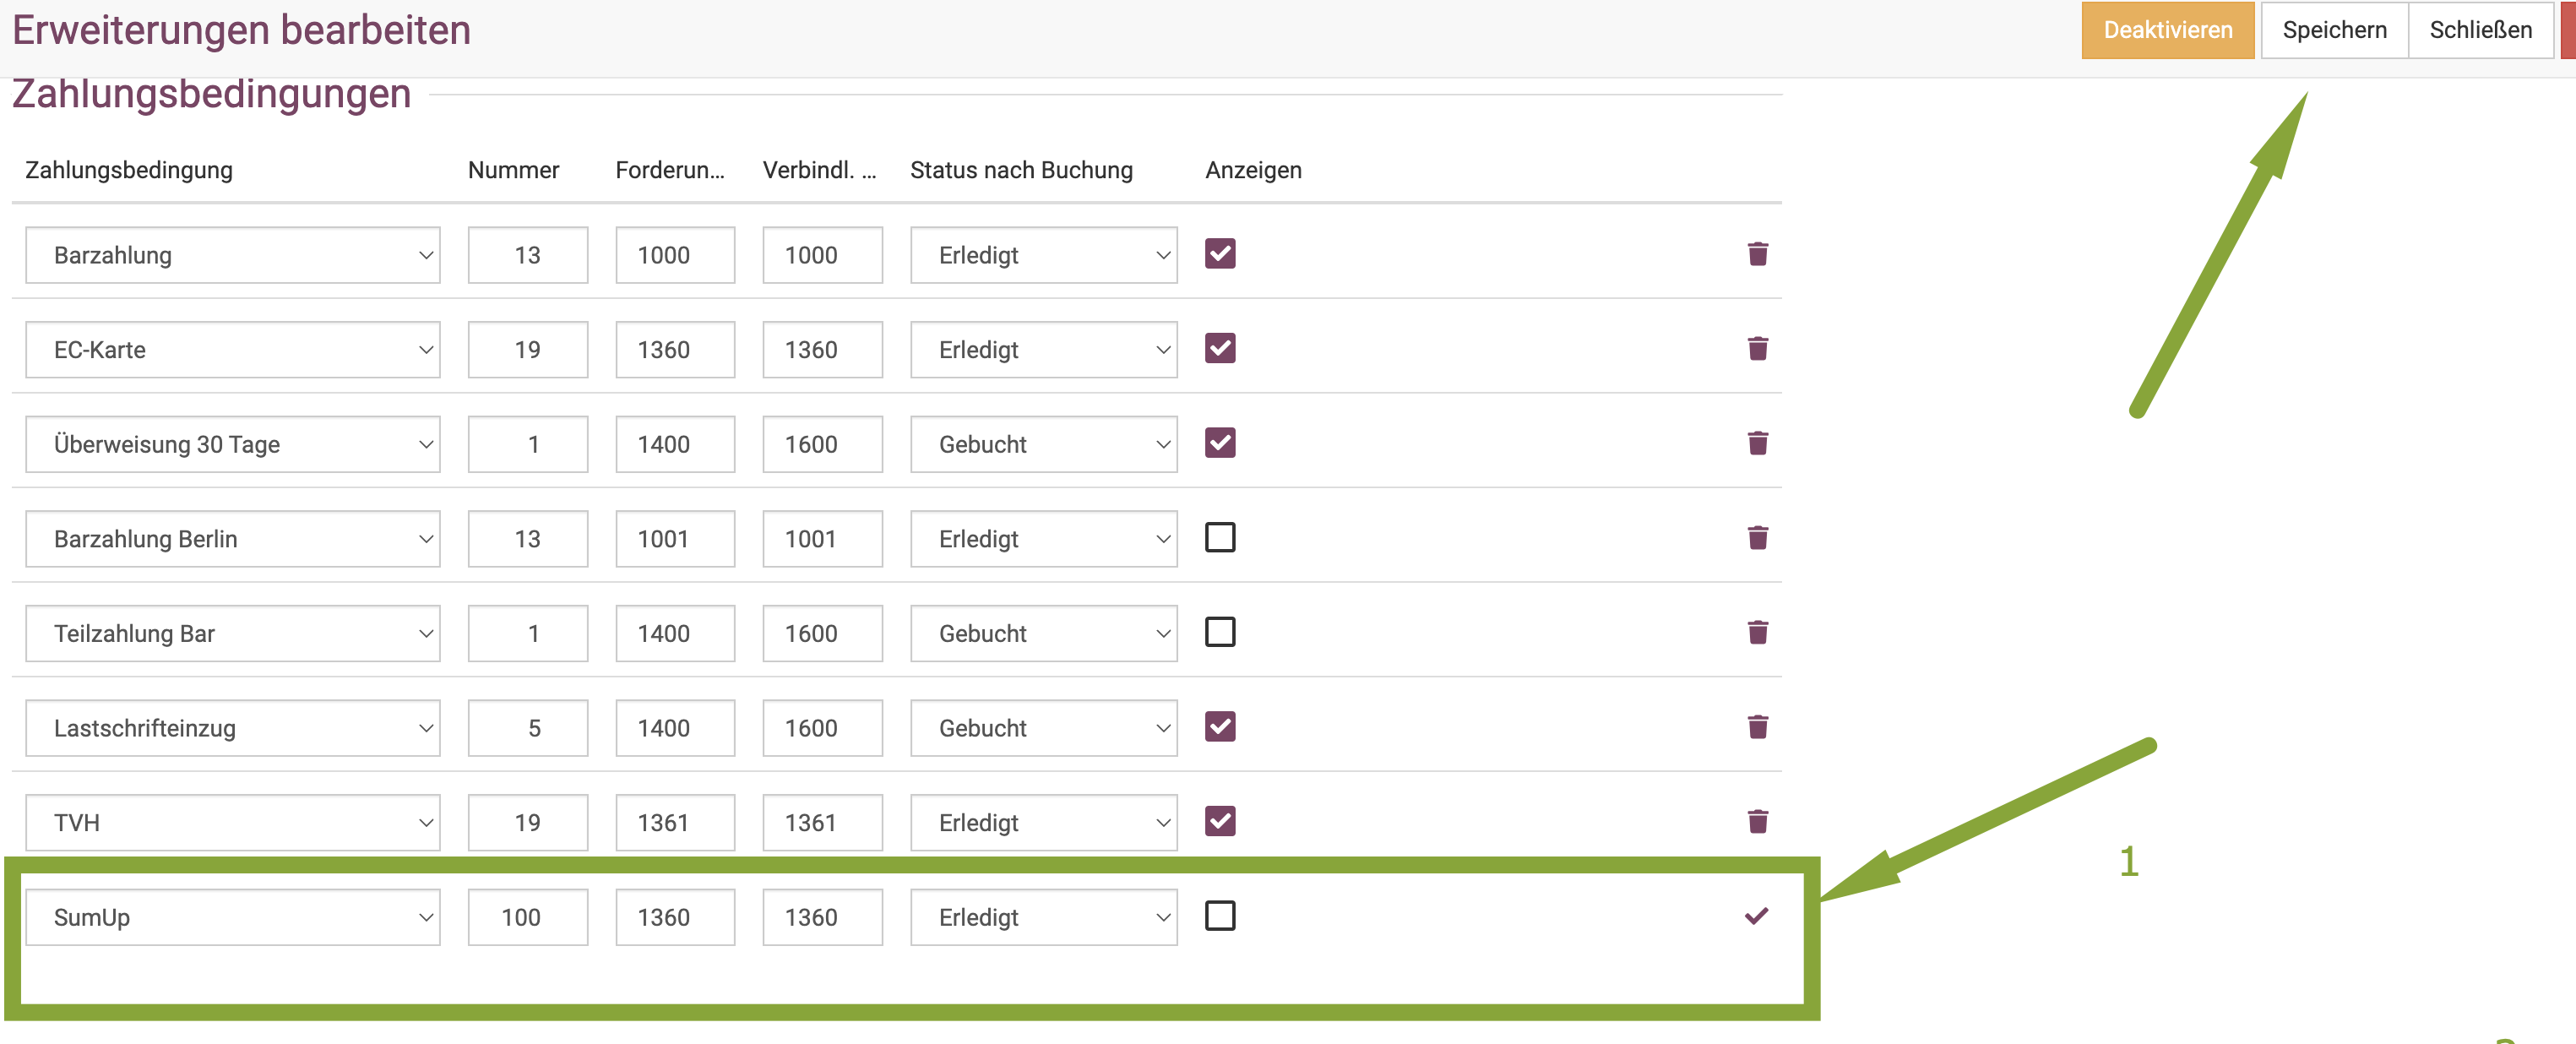 Erweiterungen bearbeiten
Deaktivieren Speichern Schließen
Zahlungsbedingungen
Zahlungsbedingung Nummer Forderun... Verbindl. ... Status nach Buchung Anzeigen
Barzahlung 13 1000 1000 Erledigt
EC-Karte 19 1360 1360 Erledigt
Überweisung 30 Tage 1 1400 1600 Gebucht
Barzahlung Berlin 13 1001 1001 Erledigt
Teilzahlung Bar 1 1400 1600 Gebucht
Lastschrifteinzug 5 1400 1600 Gebucht
TVH 19 1361 1361 Erledigt
1
SumUp 100 1360 1360 Erledigt